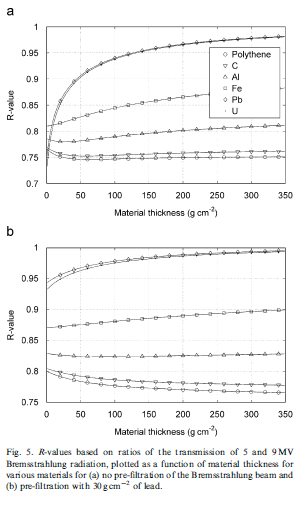 a
1
0.95
0.9
0.85
0.8
0.75
0.7
R-value
Polythene
C
Al
Fe
Pb
U
0 50 100 150 200 250 300 350
Material thickness (g cm⁻²)
b
1
0.95
0.90
0.85
0.80
0.75
R-value
0 50 100 150 200 250 300 350
Material thickness (g cm⁻²)
Fig. 5. R-values based on ratios of the transmission of 5 and 9 MV
Bremsstrahlung radiation, plotted as a function of material thickness for
various materials for (a) no pre-filtration of the Bremsstrahlung beam and
(b) pre-filtration with 30 g cm⁻² of lead.